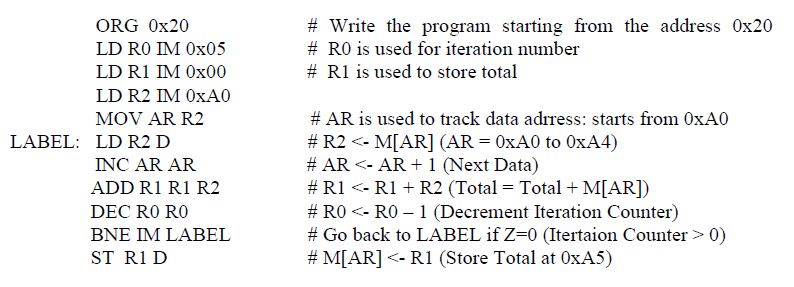 ORG 0x20 # Write the program starting from the address 0x20
LD R0 IM 0x05 # R0 is used for iteration number
LD R1 IM 0x00 # R1 is used to store total
LD R2 IM 0xA0
MOV AR R2 # AR is used to track data adrress: starts from 0xA0
LABEL: LD R2 D # R2 <- M[AR] (AR = 0xA0 to 0xA4)
INC AR AR # AR <- AR + 1 (Next Data)
ADD R1 R1 R2 # R1 <- R1 + R2 (Total = Total + M[AR])
DEC R0 R0 # R0 <- R0 – 1 (Decrement Iteration Counter)
BNE IM LABEL # Go back to LABEL if Z=0 (Itertaion Counter > 0)
ST R1 D # M[AR] <- R1 (Store Total at 0xA5)